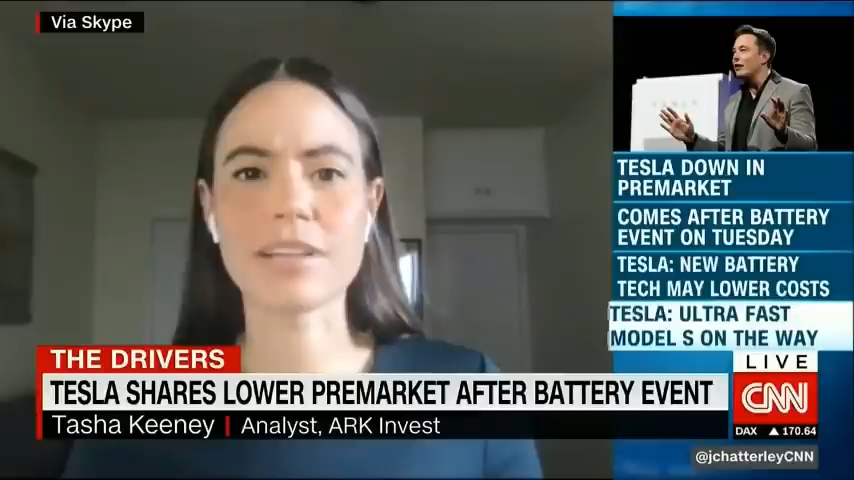 Via Skype
TESLA DOWN IN
PREMARKET
COMES AFTER BATTERY
EVENT ON TUESDAY
TESLA: NEW BATTERY
TECH MAY LOWER COSTS
TESLA: ULTRA FAST
MODEL S ON THE WAY
THE DRIVERS
TESLA SHARES LOWER PREMARKET AFTER BATTERY EVENT
Tasha Keeney | Analyst, ARK Invest
LIVE
CNN
DAX ▲ 170.64
@jchatterleyCNN